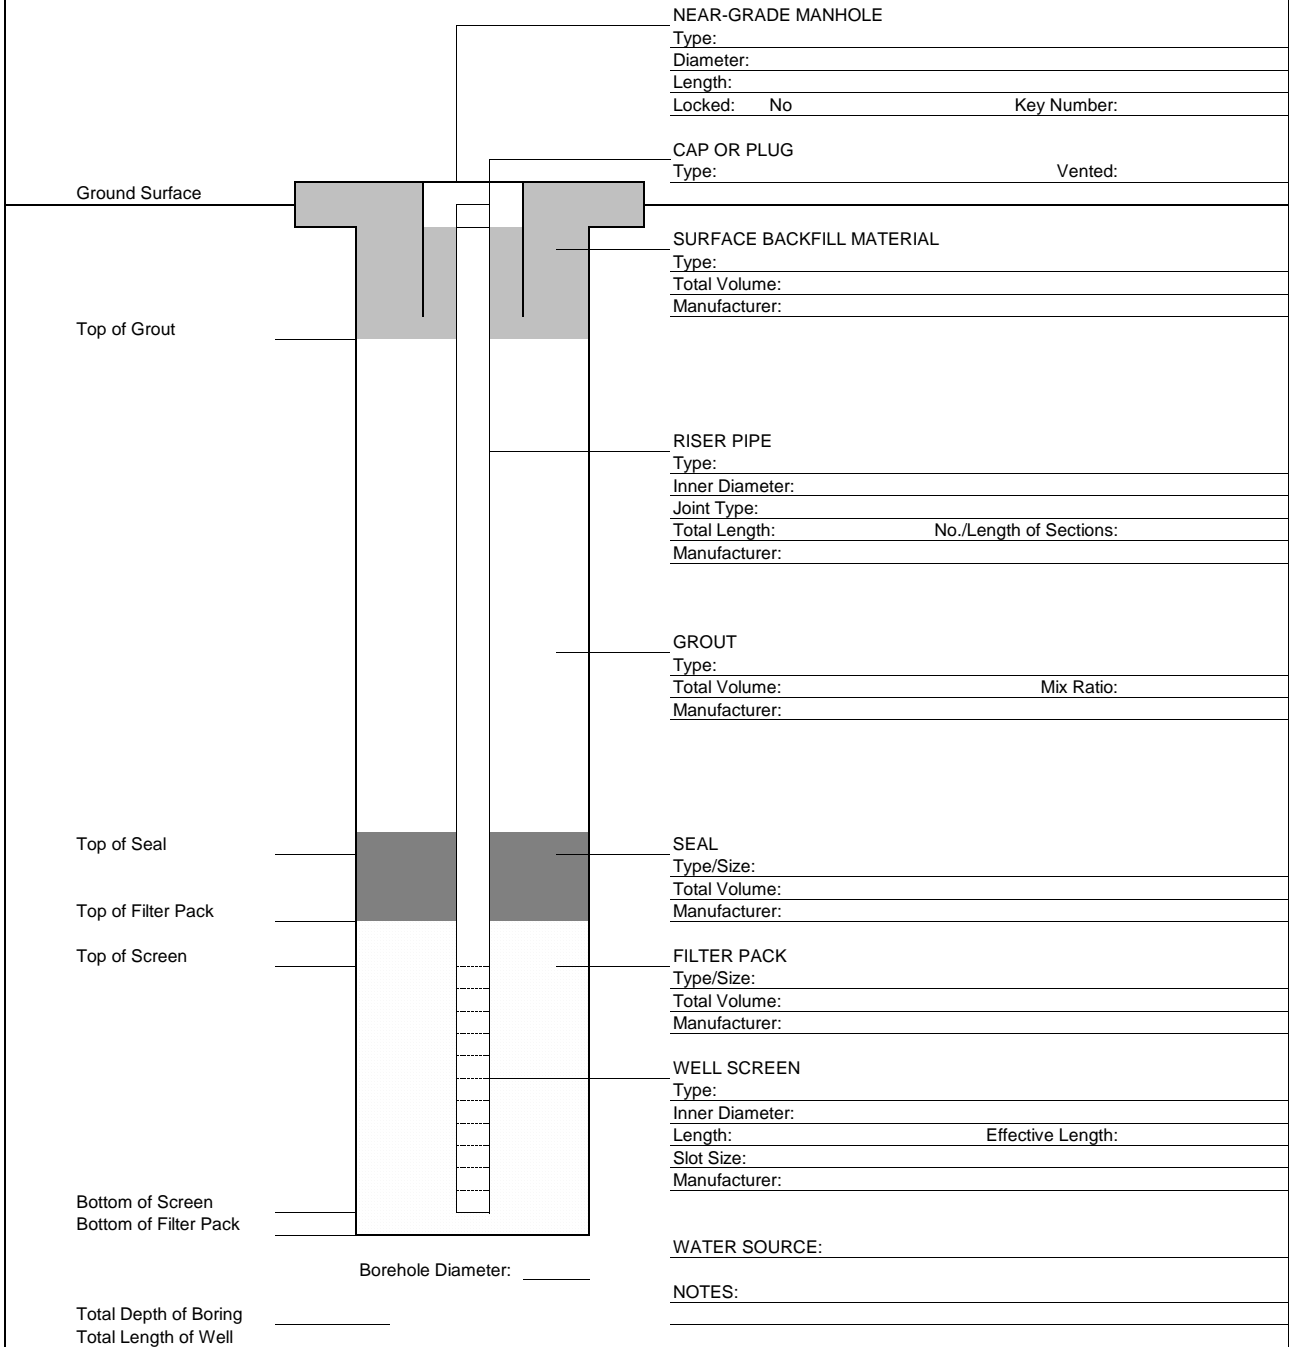 NEAR-GRADE MANHOLE
Type:
Diameter:
Length:
Locked: No Key Number:
CAP OR PLUG
Type: Vented:
Ground Surface
SURFACE BACKFILL MATERIAL
Type:
Total Volume:
Manufacturer:
Top of Grout
RISER PIPE
Type:
Inner Diameter:
Joint Type:
Total Length: No./Length of Sections:
Manufacturer:
GROUT
Type:
Total Volume: Mix Ratio:
Manufacturer:
Top of Seal
SEAL
Type/Size:
Total Volume:
Top of Filter Pack
Manufacturer:
Top of Screen
FILTER PACK
Type/Size:
Total Volume:
Manufacturer:
WELL SCREEN
Type:
Inner Diameter:
Length: Effective Length:
Slot Size:
Manufacturer:
Bottom of Screen
Bottom of Filter Pack
WATER SOURCE:
Borehole Diameter:
NOTES:
Total Depth of Boring
Total Length of Well